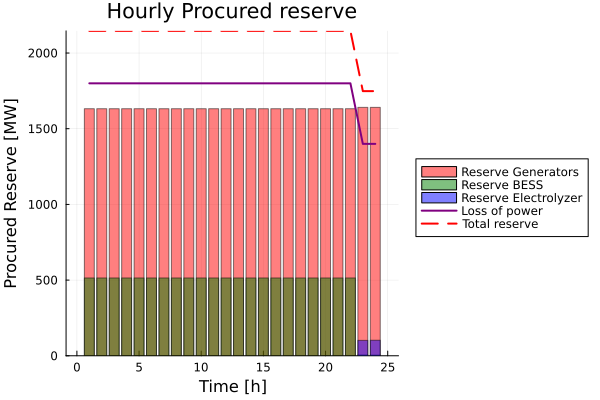 Hourly Procured reserve
Procured Reserve [MW]
2000
1500
1000
500
0
0 5 10 15 20 25
Time [h]
Reserve Generators
Reserve BESS
Reserve Electrolyzer
Loss of power
Total reserve